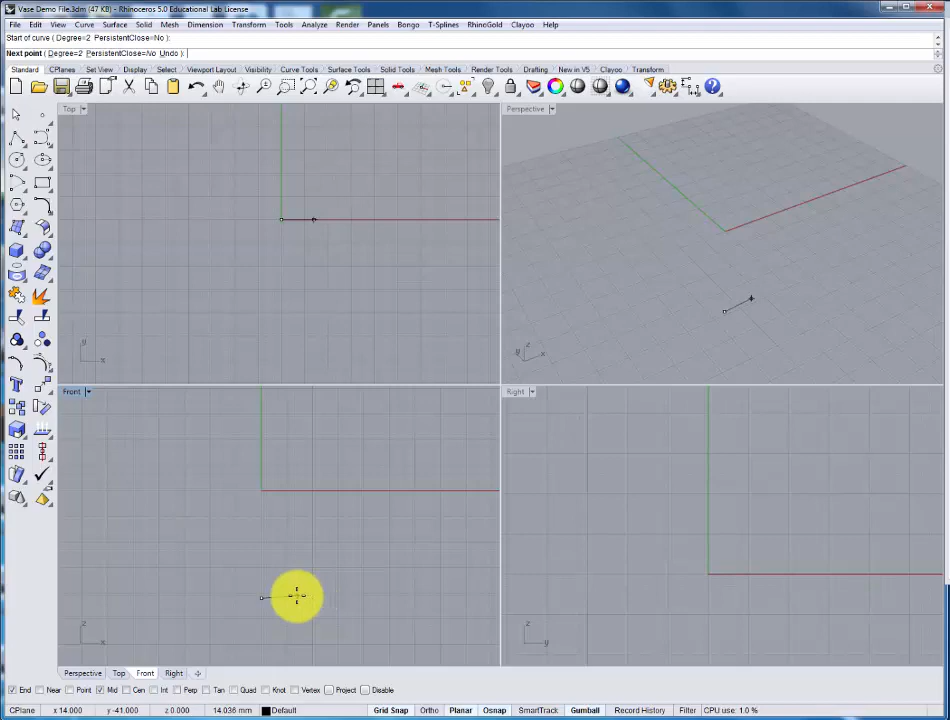 Vase Demo File.3dm (47 KB) - Rhinoceros 5.0 Educational Lab License
File Edit View Curve Surface Solid Mesh Dimension Transform Tools Analyze Render Panels Bongo T-Splines RhinoGold Clayoo Help
Start of curve ( Degree=2 PersistentClose=No ):
Next point ( Degree=2 PersistentClose=No Undo ):
Standard CPlanes Set View Display Select Viewport Layout Visibility Curve Tools Surface Tools Solid Tools Mesh Tools Render Tools Drafting New in V5 Clayoo Transform
Top
Perspective
y
x
z
y
x
Front
Right
z
x
z
y
Perspective Top Front Right
End Near Point Mid Cen Int Perp Tan Quad Knot Vertex Project Disable
CPlane x 14.000 y -41.000 z 0.000 14.036 mm Default Grid Snap Ortho Planar Osnap SmartTrack Gumball Record History Filter CPU use: 1.0 %